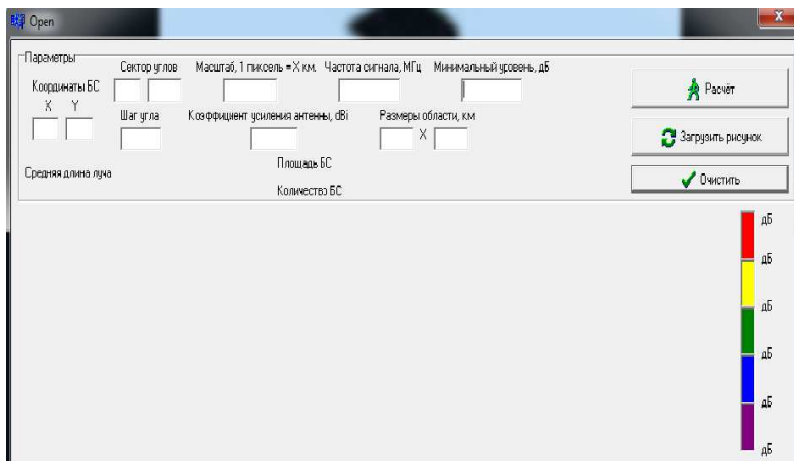 Open
X
Параметры
Сектор углов Масштаб, 1 пиксель = X км. Частота сигнала, МГц Минимальный уровень, дБ
Координаты БС
X Y
Шаг угла Коэффициент усиления антенны, dBi Размеры области, км
X
Средняя длина луча
Площадь БС
Количество БС
Расчёт
Загрузить рисунок
Очистить
дБ
дБ
дБ
дБ
дБ
дБ